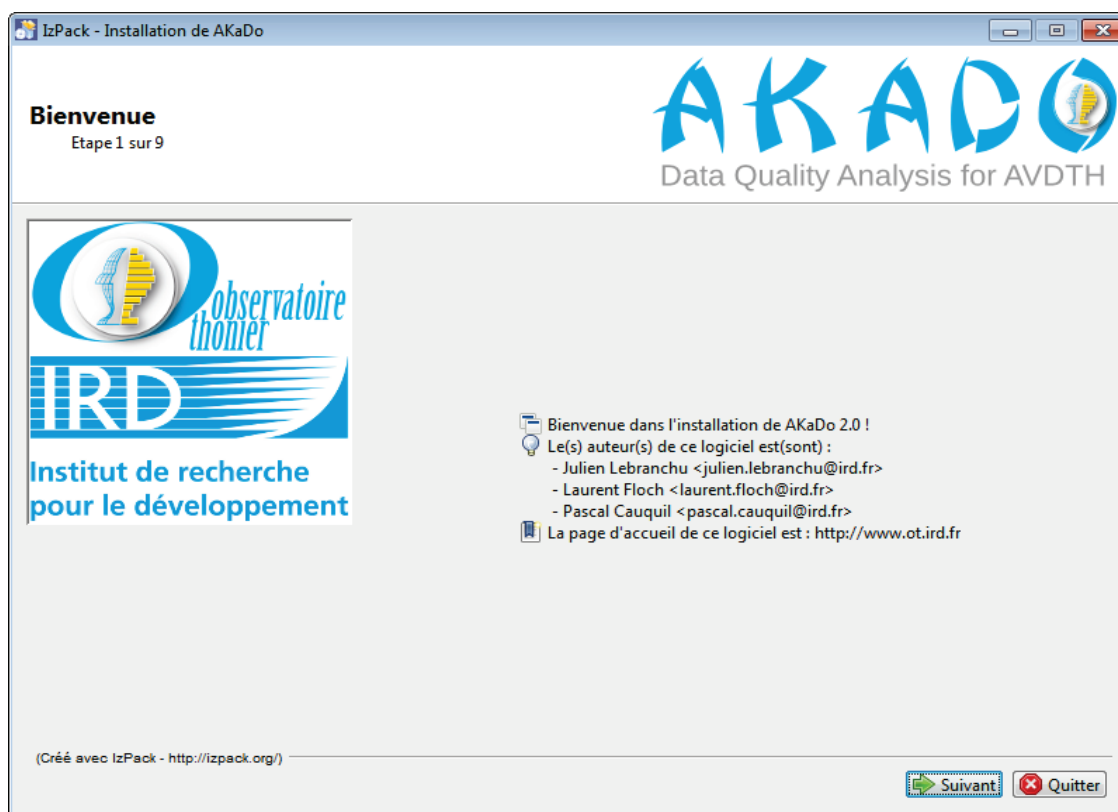 IzPack - Installation de AKaDo
Bienvenue
Etape 1 sur 9
AKADO
Data Quality Analysis for AVDTH
observatoire
thonier
IRD
Institut de recherche
pour le développement
Bienvenue dans l'installation de AKaDo 2.0 !
Le(s) auteur(s) de ce logiciel est(sont) :
- Julien Lebranchu <julien.lebranchu@ird.fr>
- Laurent Floch <laurent.floch@ird.fr>
- Pascal Cauquil <pascal.cauquil@ird.fr>
La page d'accueil de ce logiciel est : http://www.ot.ird.fr
(Créé avec IzPack - http://izpack.org/)
Suivant
Quitter